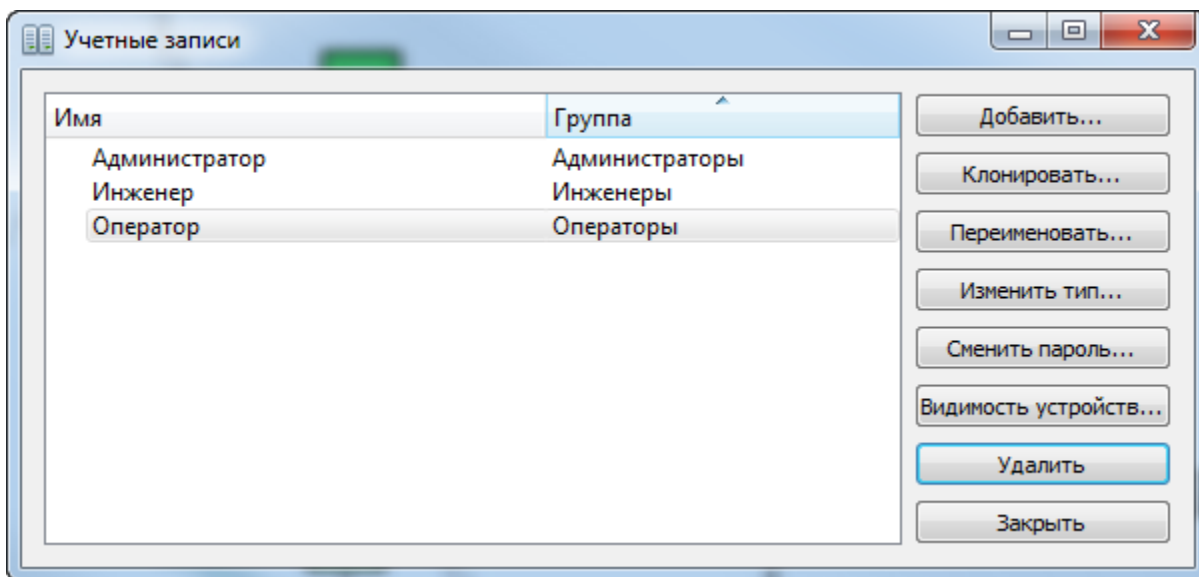 Учетные записи
Имя Группа
Администратор Администраторы
Инженер Инженеры
Оператор Операторы
Добавить...
Клонировать...
Переименовать...
Изменить тип...
Сменить пароль...
Видимость устройств...
Удалить
Закрыть